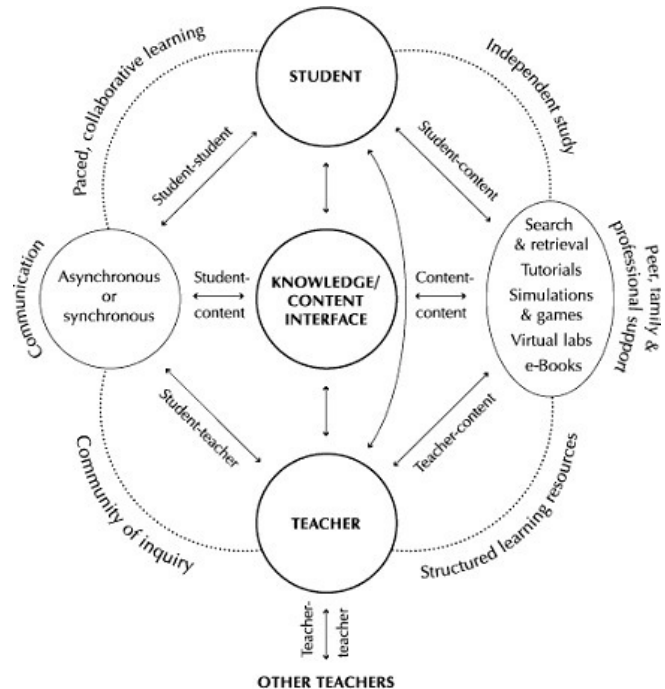 Paced, collaborative learning
STUDENT
Independent study
Student-student
Student-content
Communication
Asynchronous
or
synchronous
Student-
content
KNOWLEDGE/
CONTENT
INTERFACE
Content-
content
Search
& retrieval
Tutorials
Simulations
& games
Virtual labs
e-Books
Peer, family &
professional support
Student-teacher
Teacher-content
Community of inquiry
TEACHER
Structured learning resources
Teacher-
teacher
OTHER TEACHERS